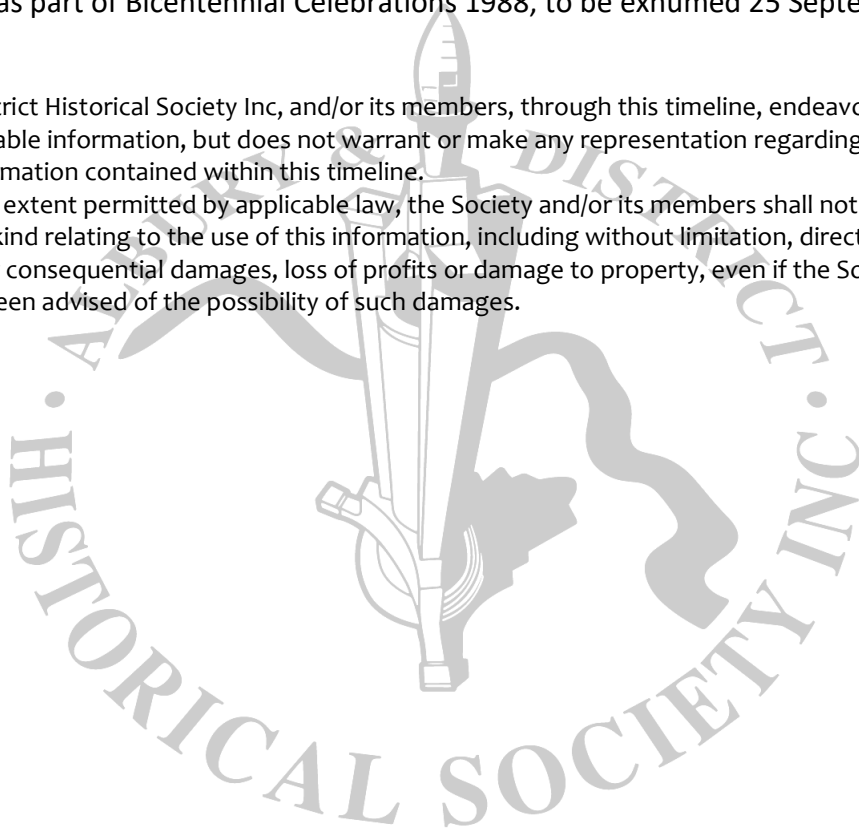 as part of Bicentennial Celebrations 1988, to be exhumed 25
trict Historical Society Inc, and/or its members, through this timeline,
able information, but does not warrant or make any representation regarding
rmation contained within this timeline.
extent permitted by applicable law, the Society and/or its members shall not
kind relating to the use of this information, including without limitation, direct
consequential damages, loss of profits or damage to property, even if the
een advised of the possibility of such damages.
ALBURY & DISTRICT
HISTORICAL SOCIETY INC